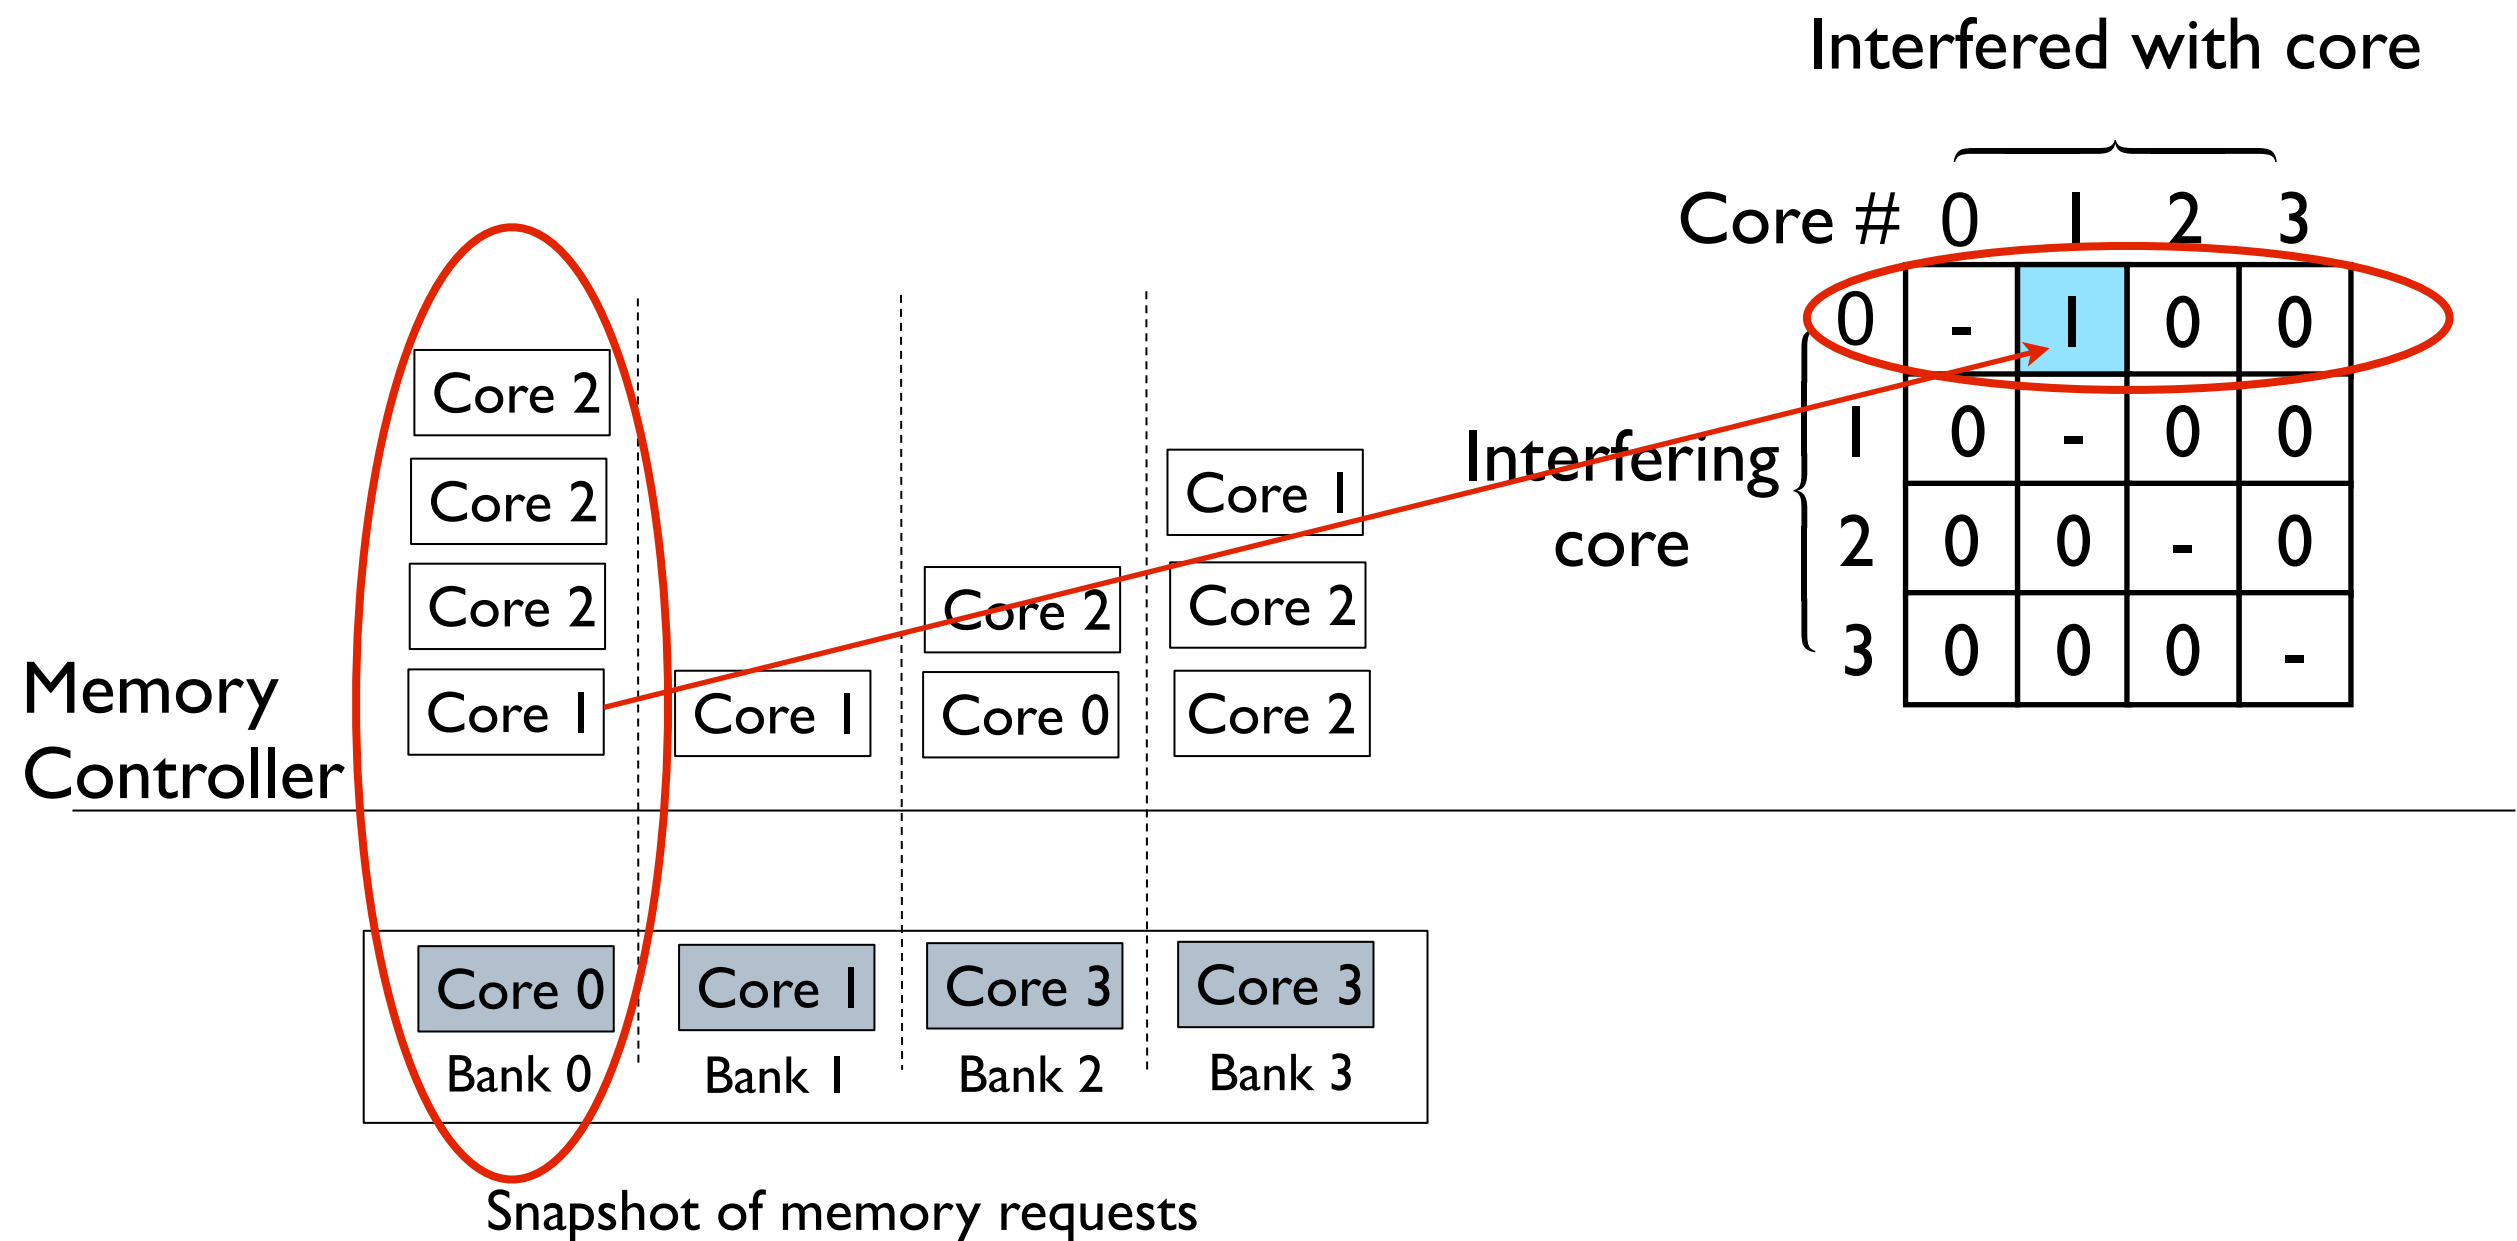 Interfered with core
Core # 0 1 2 3
0 - 1 0 0
1 0 - 0 0
2 0 0 - 0
3 0 0 0 -
Interfering
core
Memory
Controller
Core 2
Core 2
Core 2
Core 1
Core 1
Core 2
Core 0
Core 1
Core 2
Core 2
Core 0 Core 1 Core 3 Core 3
Bank 0 Bank 1 Bank 2 Bank 3
Snapshot of memory requests